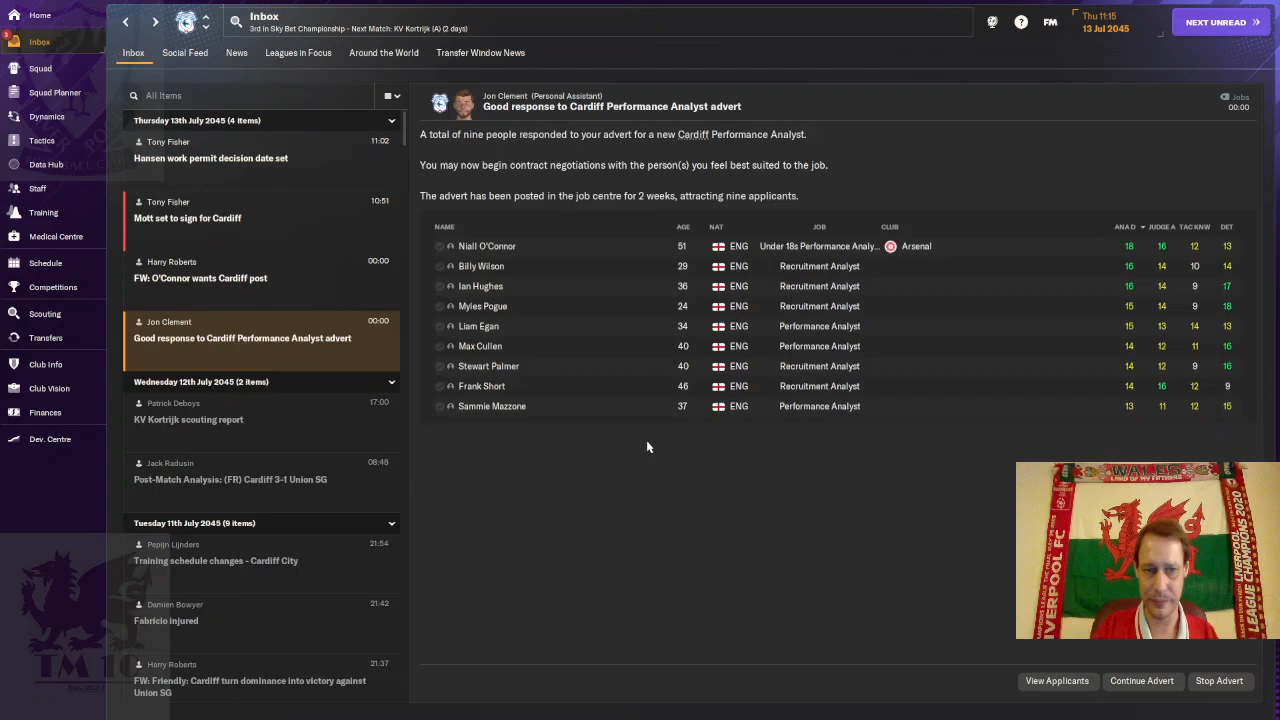 Home
Inbox
3rd in Sky Bet Championship - Next Match: KV Kortrijk (A) (2 days)
FM
Thu 11:15
13 Jul 2045
NEXT UNREAD
3
Inbox
Squad
Squad Planner
Dynamics
Tactics
Data Hub
Staff
Training
Medical Centre
Schedule
Competitions
Scouting
Transfers
Club Info
Club Vision
Finances
Dev. Centre
TM 10
Inbox
Social Feed
News
Leagues in Focus
Around the World
Transfer Window News
All Items
Thursday 13th July 2045 (4 Items)
Tony Fisher 11:02
Hansen work permit decision date set
Tony Fisher 10:51
Mott set to sign for Cardiff
Harry Roberts 00:00
FW: O'Connor wants Cardiff post
Jon Clement 00:00
Good response to Cardiff Performance Analyst advert
Wednesday 12th July 2045 (2 items)
Patrick Deboys 17:00
KV Kortrijk scouting report
Jack Radusin 08:48
Post-Match Analysis: (FR) Cardiff 3-1 Union SG
Tuesday 11th July 2045 (9 items)
Pepijn Lijnders 21:54
Training schedule changes - Cardiff City
Damien Bowyer 21:42
Fabrício injured
Harry Roberts 21:37
FW: Friendly: Cardiff turn dominance into victory against
Union SG
Jon Clement (Personal Assistant)
Good response to Cardiff Performance Analyst advert
Jobs
00:00
A total of nine people responded to your advert for a new Cardiff Performance Analyst.
You may now begin contract negotiations with the person(s) you feel best suited to the job.
The advert has been posted in the job centre for 2 weeks, attracting nine applicants.
NAME AGE NAT JOB CLUB ANA D JUDGE A TAC KNW DET
Niall O'Connor 51 ENG Under 18s Performance Analy... Arsenal 18 16 12 13
Billy Wilson 29 ENG Recruitment Analyst 16 14 10 14
Ian Hughes 36 ENG Recruitment Analyst 16 14 9 17
Myles Pogue 24 ENG Recruitment Analyst 15 14 9 18
Liam Egan 34 ENG Performance Analyst 15 13 14 13
Max Cullen 40 ENG Performance Analyst 14 12 11 16
Stewart Palmer 40 ENG Recruitment Analyst 14 12 9 16
Frank Short 46 ENG Recruitment Analyst 14 16 12 9
Sammie Mazzone 37 ENG Performance Analyst 13 11 12 15
WALES
LAND OF MY FATHERS
LIVERPOOL FC
LIVERPOOL 2020
LEAGUE CHAMPIONS
View Applicants
Continue Advert
Stop Advert